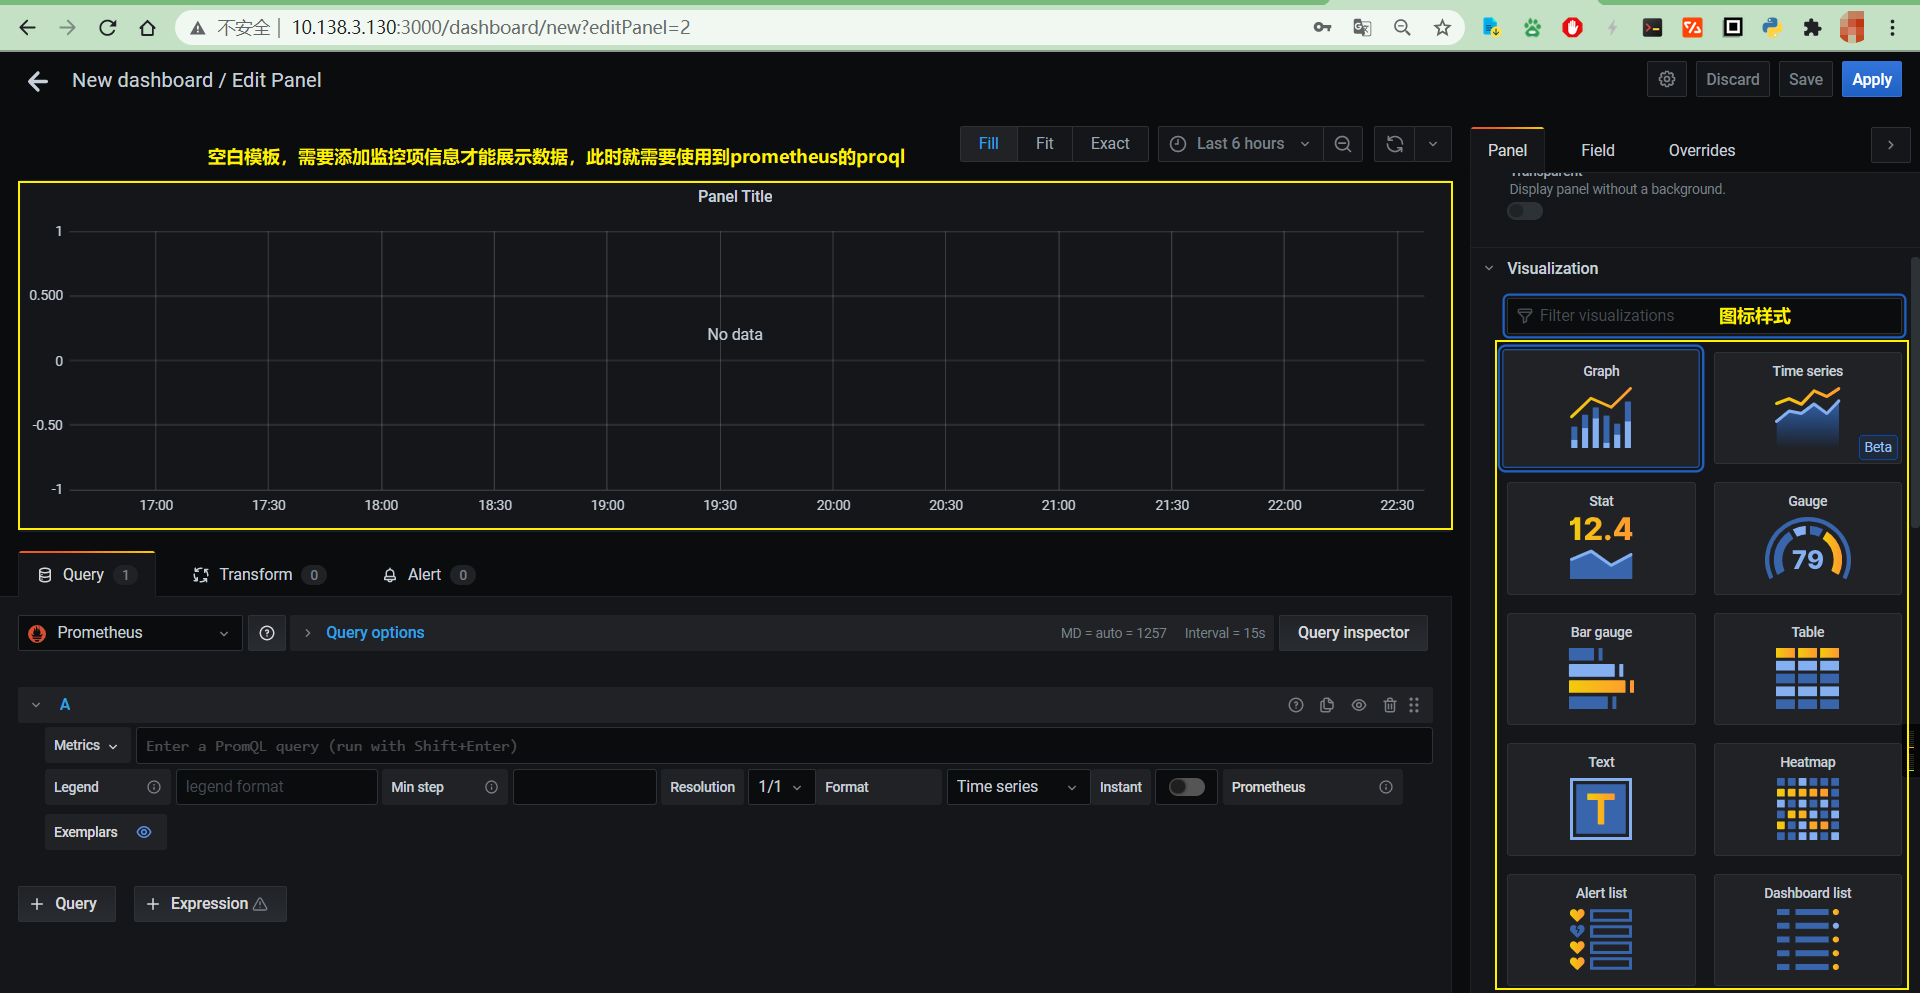 不安全 | 10.138.3.130:3000/dashboard/new?editPanel=2
New dashboard / Edit Panel
Discard
Save
Apply
空白模板，需要添加监控项信息才能展示数据，此时就需要使用到prometheus的proql
Fill
Fit
Exact
Last 6 hours
Panel Title
1
0.500
0
-0.50
-1
No data
17:00
17:30
18:00
18:30
19:00
19:30
20:00
20:30
21:00
21:30
22:00
22:30
Query 1
Transform 0
Alert 0
Prometheus
Query options
MD = auto = 1257
Interval = 15s
Query inspector
A
Metrics
Enter a PromQL query (run with Shift+Enter)
Legend
legend format
Min step
Resolution
1/1
Format
Time series
Instant
Prometheus
Exemplars
+ Query
+ Expression
Panel
Field
Overrides
Transparent
Display panel without a background.
Visualization
Filter visualizations
图标样式
Graph
Time series
Beta
Stat
12.4
Gauge
79
Bar gauge
Table
Text
T
Heatmap
Alert list
Dashboard list